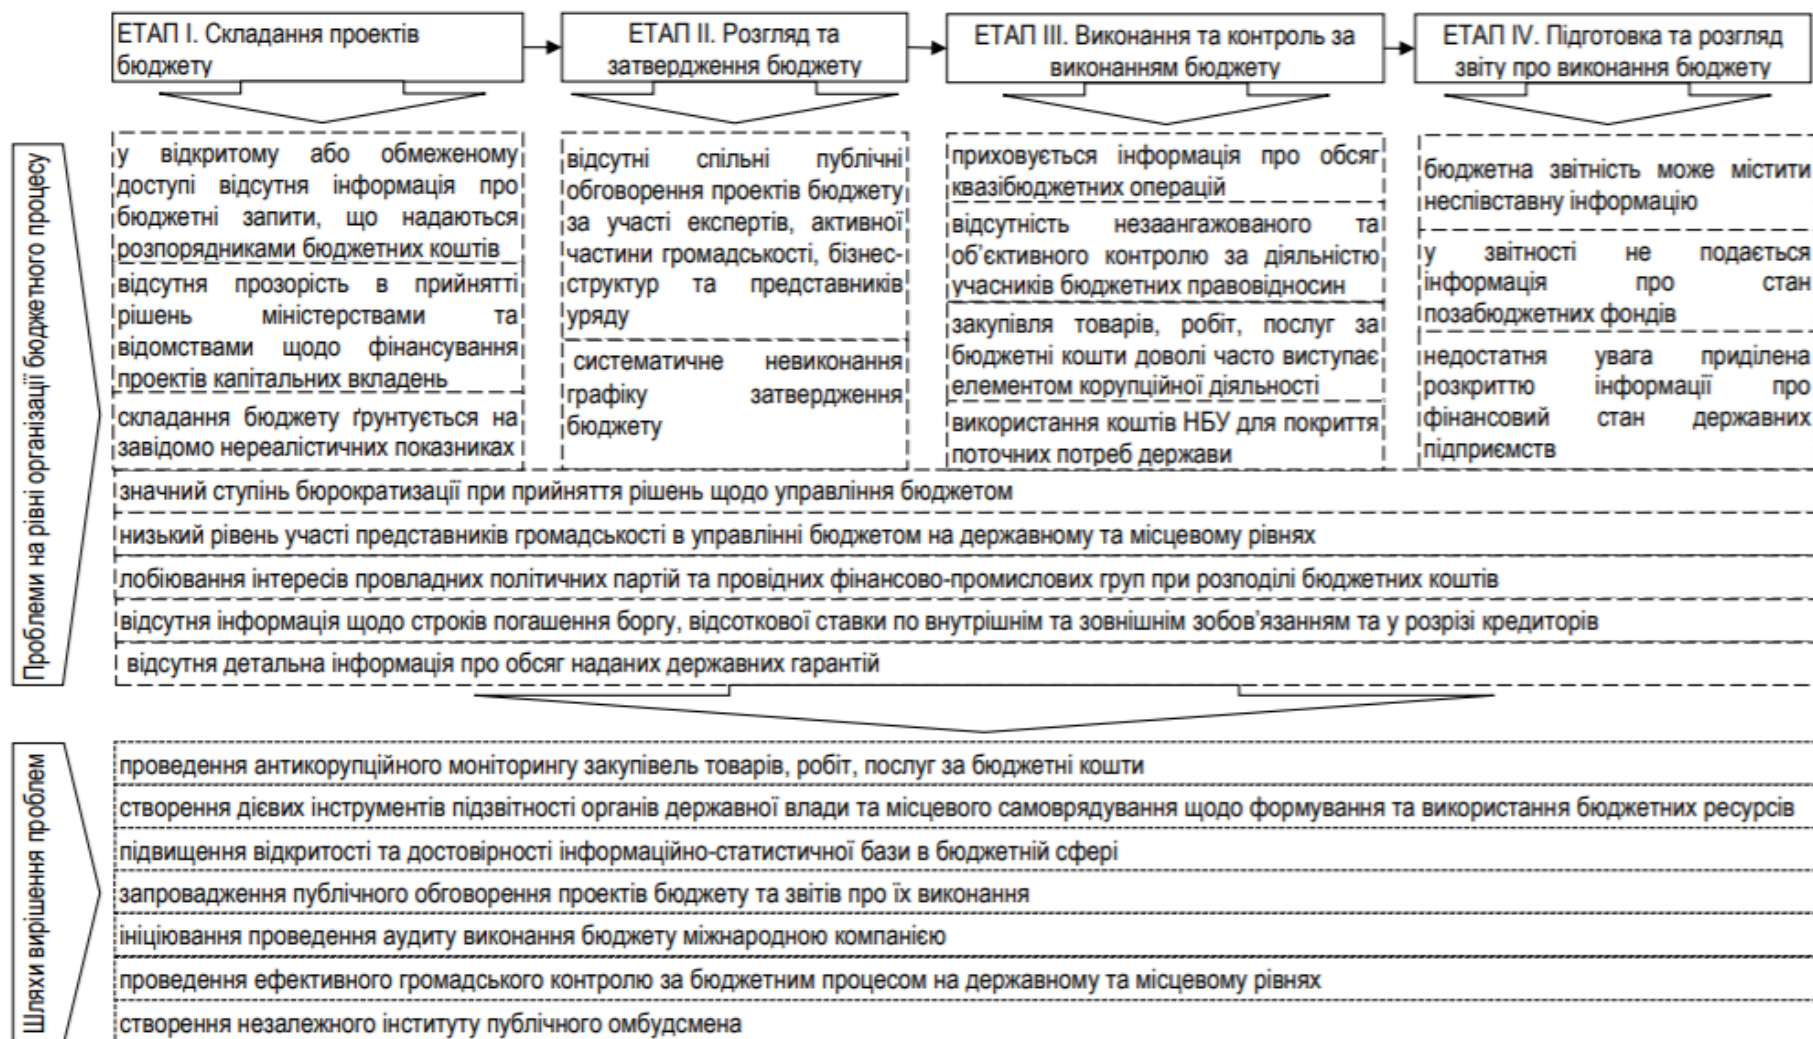 ЕТАП І. Складання проектів
бюджету
ЕТАП ІІ. Розгляд та
затвердження бюджету
ЕТАП ІІІ. Виконання та контроль за
виконанням бюджету
ЕТАП IV. Підготовка та розгляд
звіту про виконання бюджету
Проблеми на рівні організації бюджетного процесу
у відкритому або обмеженому
доступі відсутня інформація про
бюджетні запити, що надаються
розпорядниками бюджетних коштів
відсутня прозорість в прийнятті
рішень міністерствами та
відомствами щодо фінансування
проектів капітальних вкладень
складання бюджету ґрунтується на
завідомо нереалістичних показниках
відсутні спільні публічні
обговорення проектів бюджету
за участі експертів, активної
частини громадськості, бізнес-
структур та представників
уряду
систематичне невиконання
графіку затвердження
бюджету
приховується інформація про обсяг
квазібюджетних операцій
відсутність незаангажованого та
об’єктивного контролю за діяльністю
учасників бюджетних правовідносин
закупівля товарів, робіт, послуг за
бюджетні кошти доволі часто виступає
елементом корупційної діяльності
використання коштів НБУ для покриття
поточних потреб держави
бюджетна звітність може містити
неспівставну інформацію
у звітності не подається
інформація про стан
позабюджетних фондів
недостатня увага приділена
розкриттю інформації про
фінансовий стан державних
підприємств
значний ступінь бюрократизації при прийняття рішень щодо управління бюджетом
низький рівень участі представників громадськості в управлінні бюджетом на державному та місцевому рівнях
лобіювання інтересів провладних політичних партій та провідних фінансово-промислових груп при розподілі бюджетних коштів
відсутня інформація щодо строків погашення боргу, відсоткової ставки по внутрішнім та зовнішнім зобов’язанням та у розрізі кредиторів
відсутня детальна інформація про обсяг наданих державних гарантій
Шляхи вирішення проблем
проведення антикорупційного моніторингу закупівель товарів, робіт, послуг за бюджетні кошти
створення дієвих інструментів підзвітності органів державної влади та місцевого самоврядування щодо формування та використання бюджетних ресурсів
підвищення відкритості та достовірності інформаційно-статистичної бази в бюджетній сфері
запровадження публічного обговорення проектів бюджету та звітів про їх виконання
ініціювання проведення аудиту виконання бюджету міжнародною компанією
проведення ефективного громадського контролю за бюджетним процесом на державному та місцевому рівнях
створення незалежного інституту публічного омбудсмена